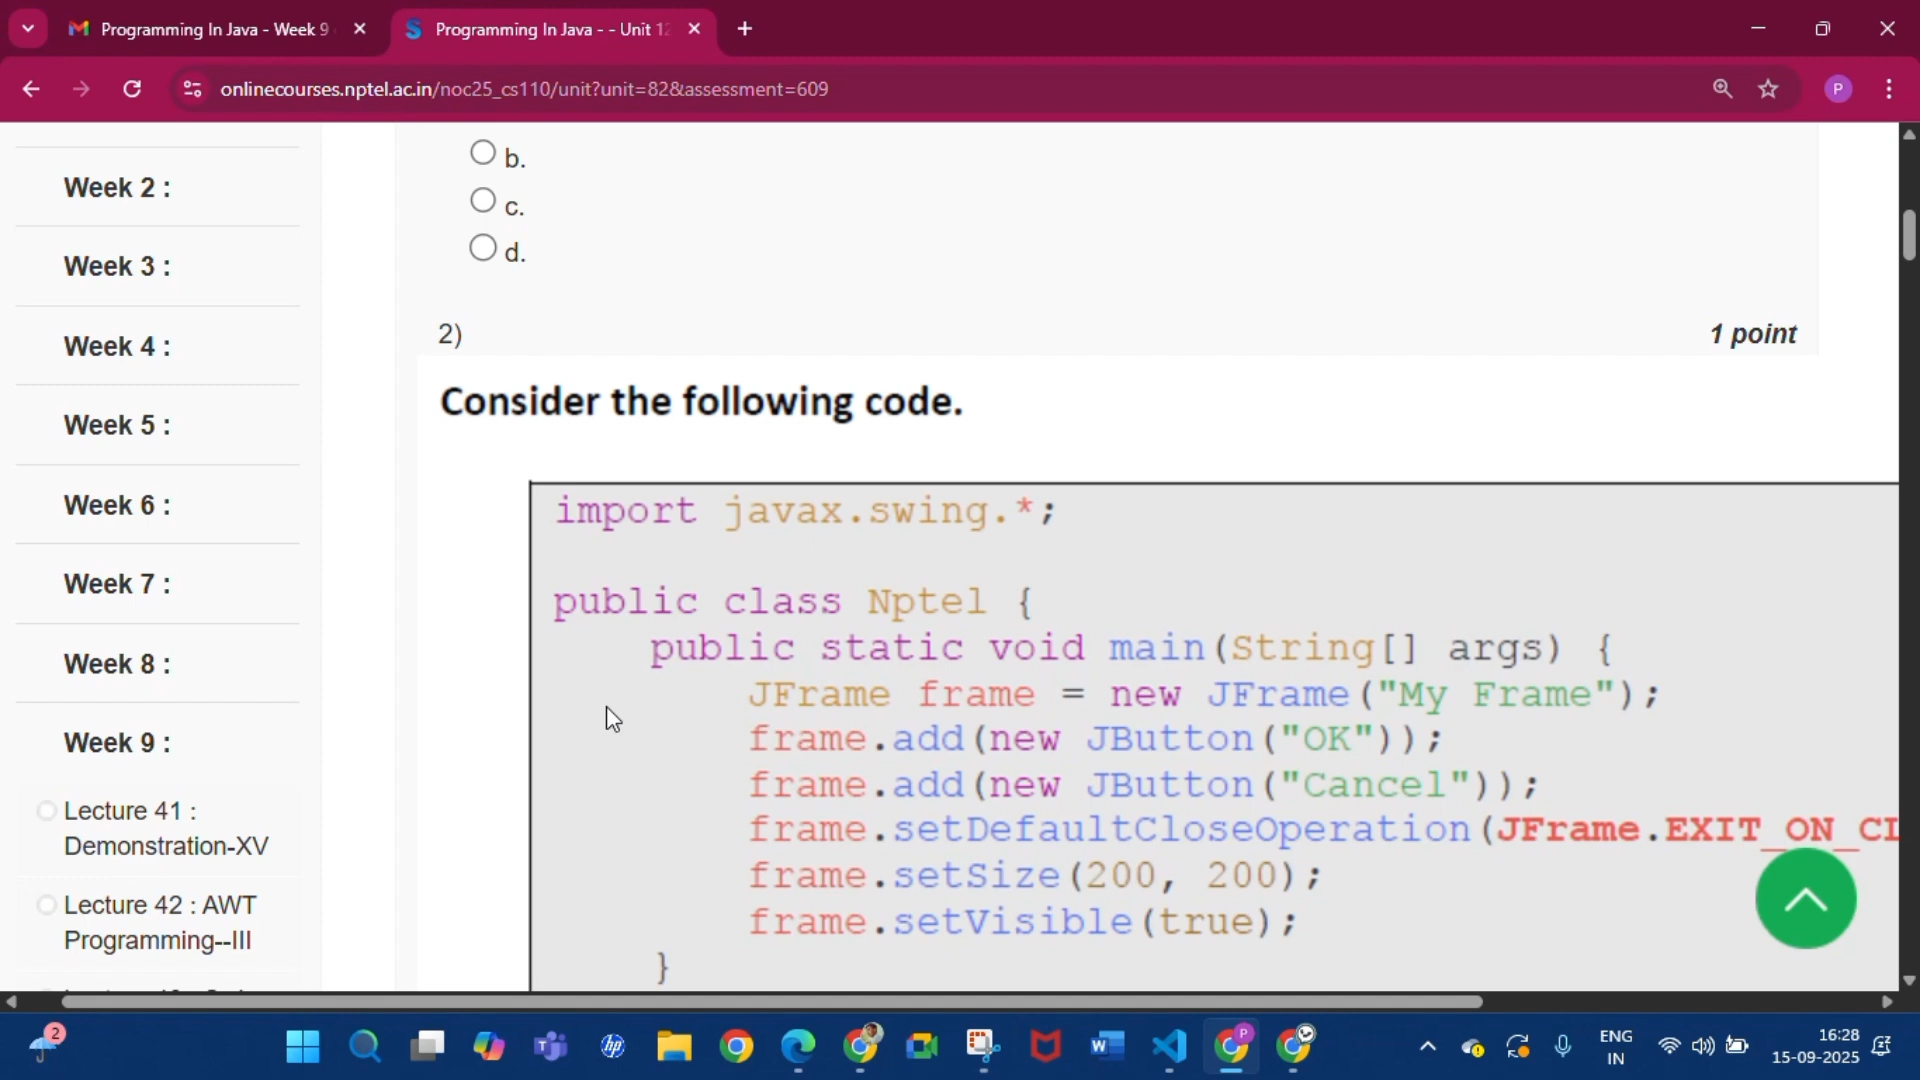 Programming In Java - Week 9
Programming In Java - - Unit 12
onlinecourses.nptel.ac.in/noc25_cs110/unit?unit=82&assessment=609
P
Week 2 :
Week 3 :
Week 4 :
Week 5 :
Week 6 :
Week 7 :
Week 8 :
Week 9 :
Lecture 41 :
Demonstration-XV
Lecture 42 : AWT
Programming--III
b.
c.
d.
2)
1 point
Consider the following code.
import javax.swing.*;
public class Nptel {
public static void main(String[] args) {
JFrame frame = new JFrame("My Frame");
frame.add(new JButton("OK"));
frame.add(new JButton("Cancel"));
frame.setDefaultCloseOperation(JFrame.EXIT_ON_CL
frame.setSize(200, 200);
frame.setVisible(true);
}
2
hp
P
ENG
IN
16:28
15-09-2025